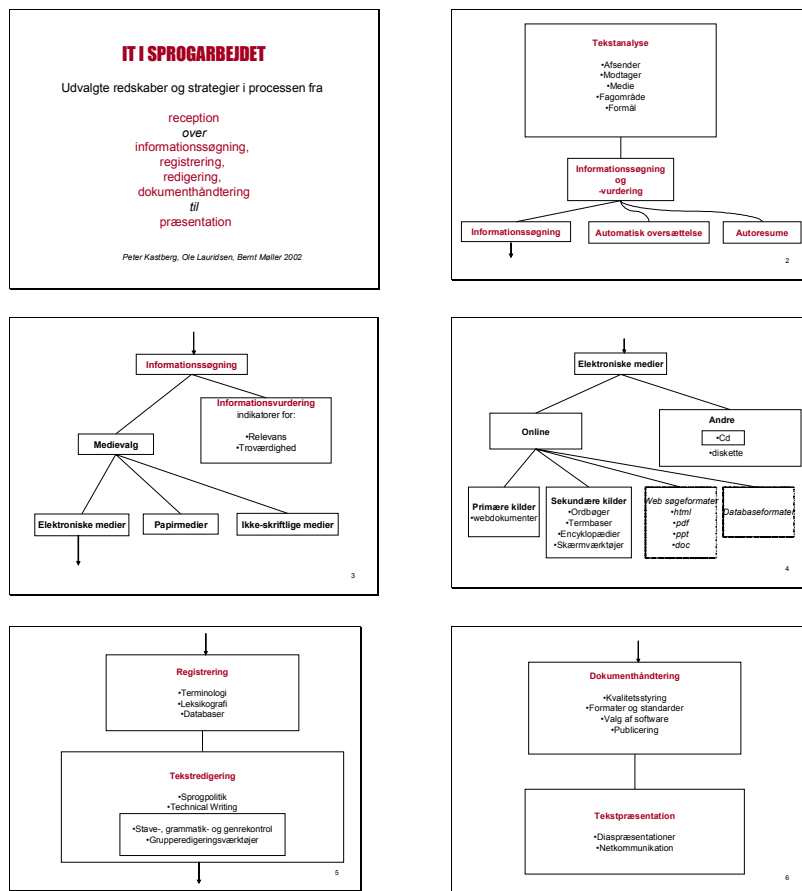 IT I SPROGARBEJDET
Udvalgte redskaber og strategier i processen fra
reception
over
informationssøgning,
registrering,
redigering,
dokumenthåndtering
til
præsentation
Peter Kastberg, Ole Lauridsen, Bernt Møller 2002
Tekstanalyse
•Afsender
•Modtager
•Medie
•Fagområde
•Formål
Informationssøgning
og
-vurdering
Informationssøgning
Automatisk oversættelse
Autoresume
2
Informationssøgning
Informationsvurdering
indikatorer for:
•Relevans
•Troværdighed
Medievalg
Elektroniske medier
Papirmedier
Ikke-skriftlige medier
3
Elektroniske medier
Online
Andre
•Cd
•diskette
Primære kilder
•webdokumenter
Sekundære kilder
•Ordbøger
•Termbaser
•Encyklopædier
•Skærmværktøjer
Web søgeformater
•html
•pdf
•ppt
•doc
Databaseformater
4
Registrering
•Terminologi
•Leksikografi
•Databaser
Tekstredigering
•Sprogpolitik
•Technical Writing
•Stave-, grammatik- og genrekontrol
•Grupperedigeringsværktøjer
5
Dokumenthåndtering
•Kvalitetsstyring
•Formater og standarder
•Valg af software
•Publicering
Tekstpræsentation
•Diaspræsentationer
•Netkommunikation
6